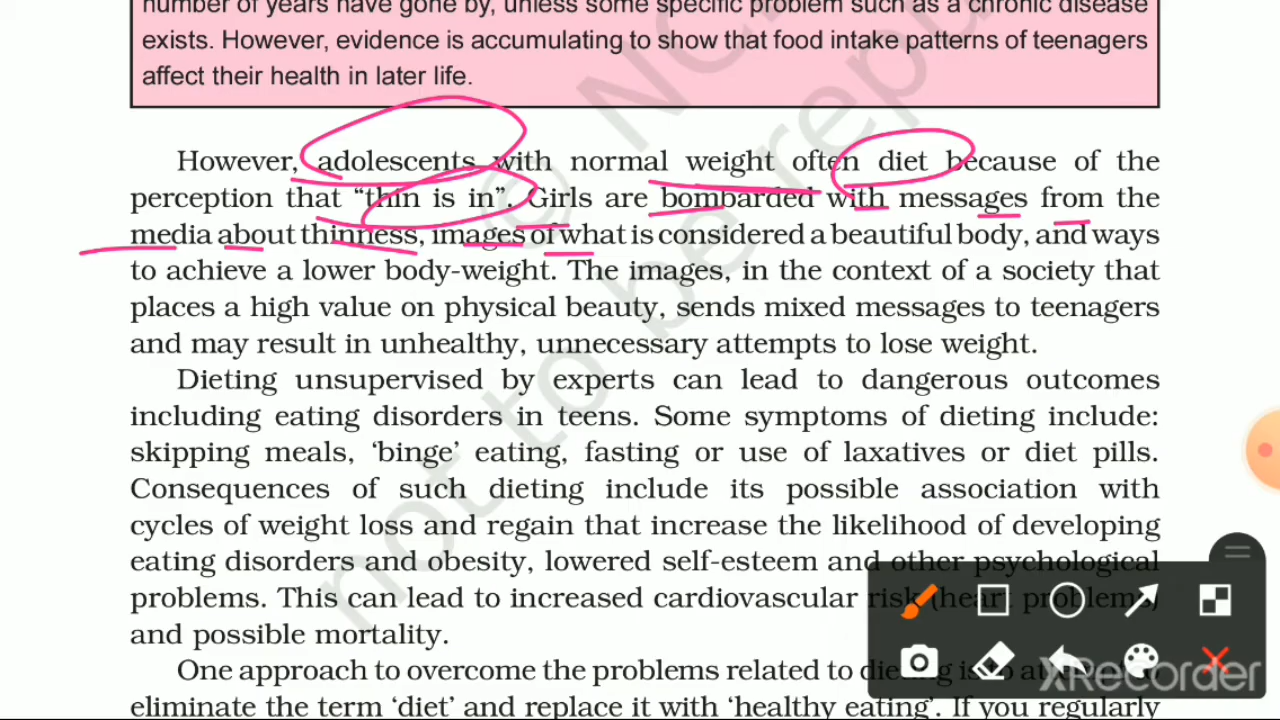 number of years have gone by, unless some specific problem such as a chronic disease
exists. However, evidence is accumulating to show that food intake patterns of teenagers
affect their health in later life.
However, adolescents with normal weight often diet because of the
perception that “thin is in”. Girls are bombarded with messages from the
media about thinness, images of what is considered a beautiful body, and ways
to achieve a lower body-weight. The images, in the context of a society that
places a high value on physical beauty, sends mixed messages to teenagers
and may result in unhealthy, unnecessary attempts to lose weight.
Dieting unsupervised by experts can lead to dangerous outcomes
including eating disorders in teens. Some symptoms of dieting include:
skipping meals, ‘binge’ eating, fasting or use of laxatives or diet pills.
Consequences of such dieting include its possible association with
cycles of weight loss and regain that increase the likelihood of developing
eating disorders and obesity, lowered self-esteem and other psychological
problems. This can lead to increased cardiovascular risk (heart problems)
and possible mortality.
One approach to overcome the problems related to dieting is to
eliminate the term ‘diet’ and replace it with ‘healthy eating’. If you regularly
not to be repu
XRecorder